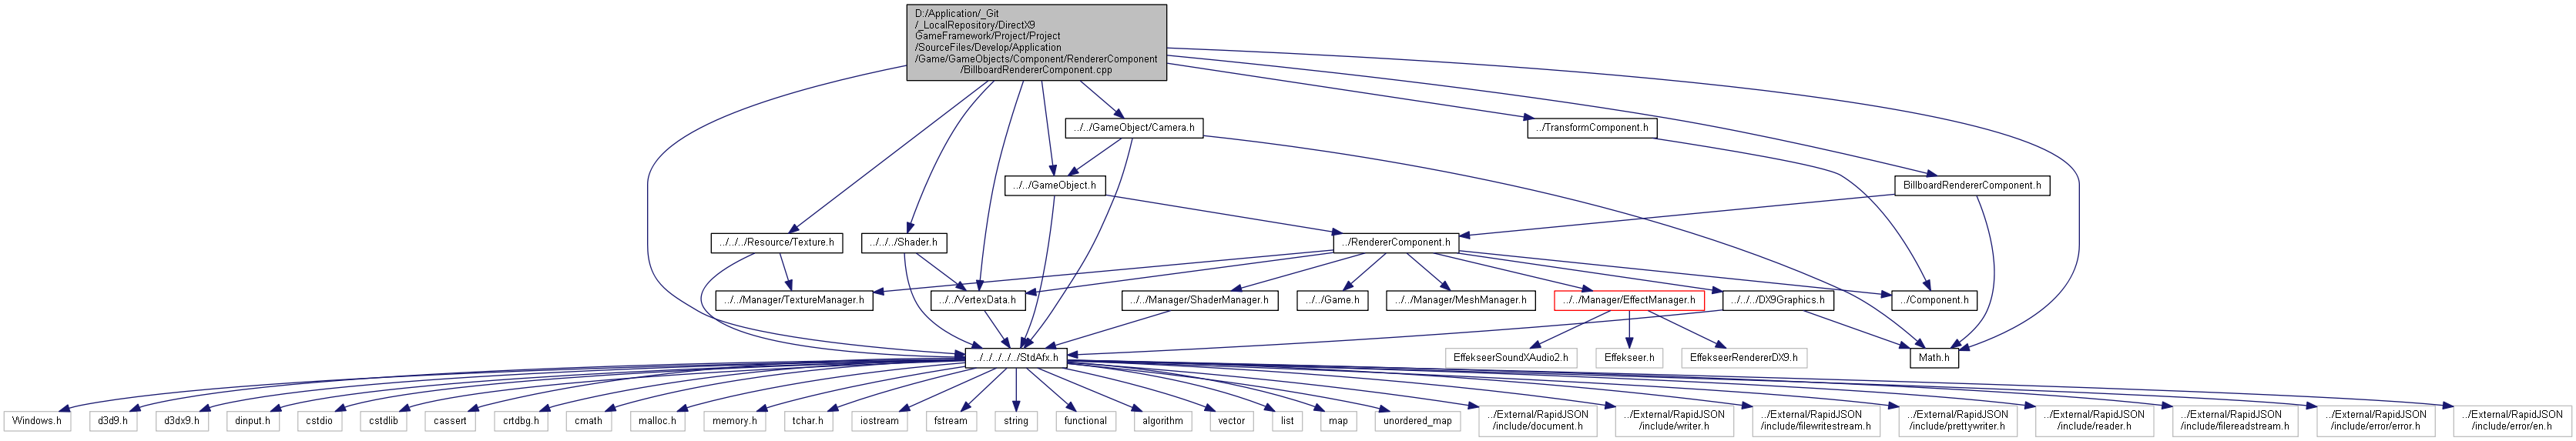 D:/Application/_Git
/_LocalRepository/DirectX9
GameFramework/Project/Project
/SourceFiles/Develop/Application
/Game/GameObjects/Component/RendererComponent
/BillboardRendererComponent.cpp
../../GameObject/Camera.h
../TransformComponent.h
../../GameObject.h
BillboardRendererComponent.h
../../../Resource/Texture.h
../../../Shader.h
../RendererComponent.h
../../Manager/TextureManager.h
../../VertexData.h
../../Manager/ShaderManager.h
../../Game.h
../../Manager/MeshManager.h
../../Manager/EffectManager.h
../../../DX9Graphics.h
../Component.h
../../../../../StdAfx.h
EffekseerSoundXAudio2.h
Effekseer.h
EffekseerRendererDX9.h
Math.h
Windows.h
d3d9.h
d3dx9.h
dinput.h
cstdio
cstdlib
cassert
crtdbg.h
cmath
malloc.h
memory.h
tchar.h
iostream
fstream
string
functional
algorithm
vector
list
map
unordered_map
../External/RapidJSON
/include/document.h
../External/RapidJSON
/include/writer.h
../External/RapidJSON
/include/filewritestream.h
../External/RapidJSON
/include/prettywriter.h
../External/RapidJSON
/include/reader.h
../External/RapidJSON
/include/filereadstream.h
../External/RapidJSON
/include/error/error.h
../External/RapidJSON
/include/error/en.h